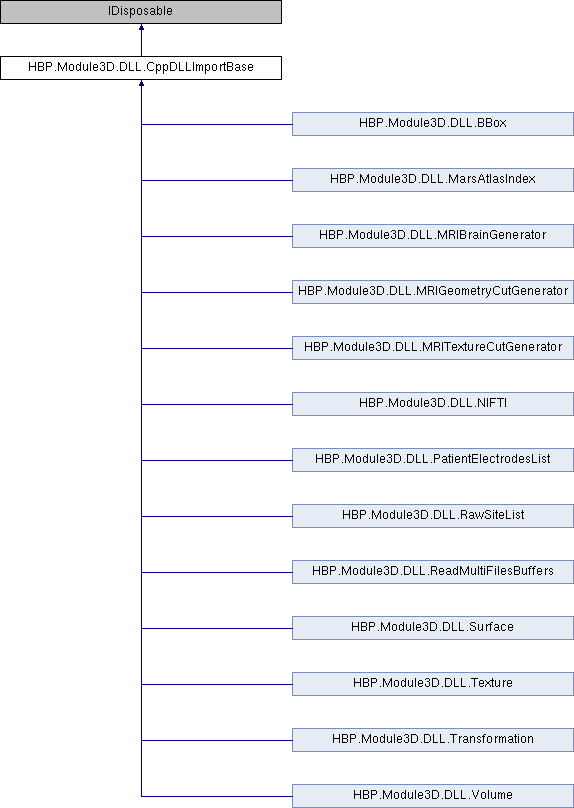 IDisposable
HBP.Module3D.DLL.CppDLLImportBase
HBP.Module3D.DLL.BBox
HBP.Module3D.DLL.MarsAtlasIndex
HBP.Module3D.DLL.MRIBrainGenerator
HBP.Module3D.DLL.MRIGeometryCutGenerator
HBP.Module3D.DLL.MRITextureCutGenerator
HBP.Module3D.DLL.NIFTI
HBP.Module3D.DLL.PatientElectrodesList
HBP.Module3D.DLL.RawSiteList
HBP.Module3D.DLL.ReadMultiFilesBuffers
HBP.Module3D.DLL.Surface
HBP.Module3D.DLL.Texture
HBP.Module3D.DLL.Transformation
HBP.Module3D.DLL.Volume